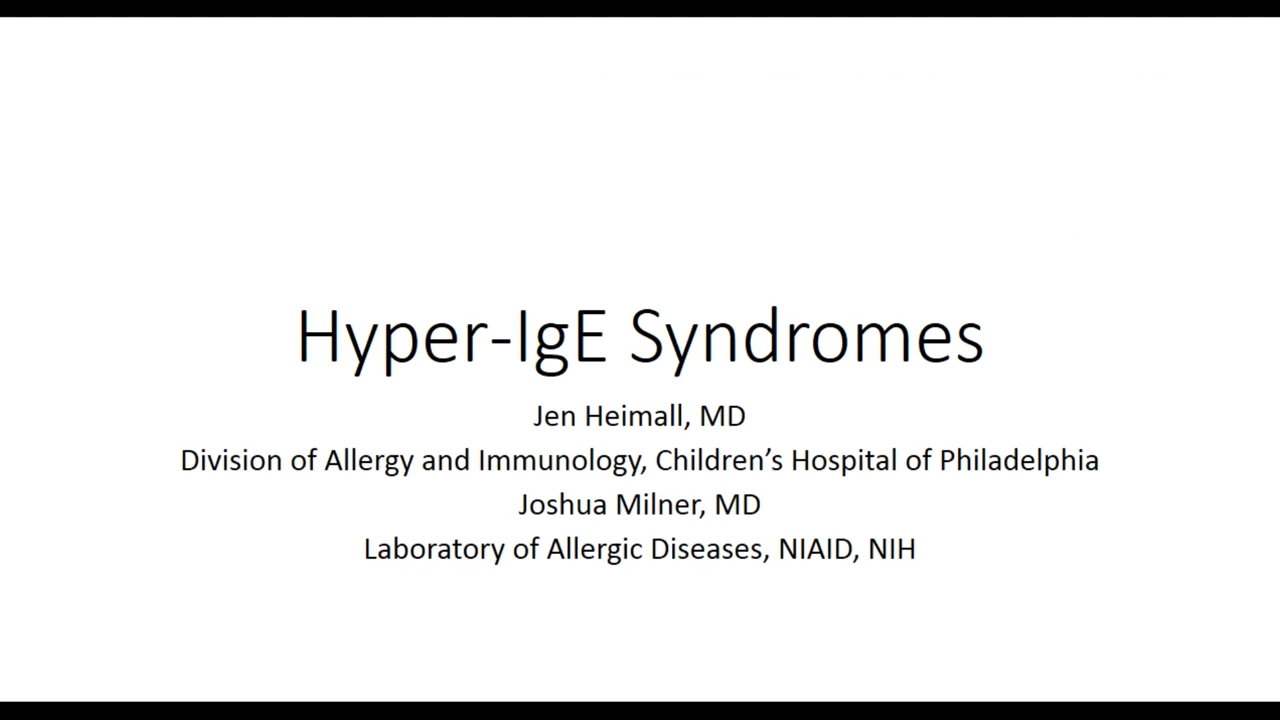 Hyper-IgE Syndromes
Jen Heimall, MD
Division of Allergy and Immunology, Children’s Hospital of Philadelphia
Joshua Milner, MD
Laboratory of Allergic Diseases, NIAID, NIH